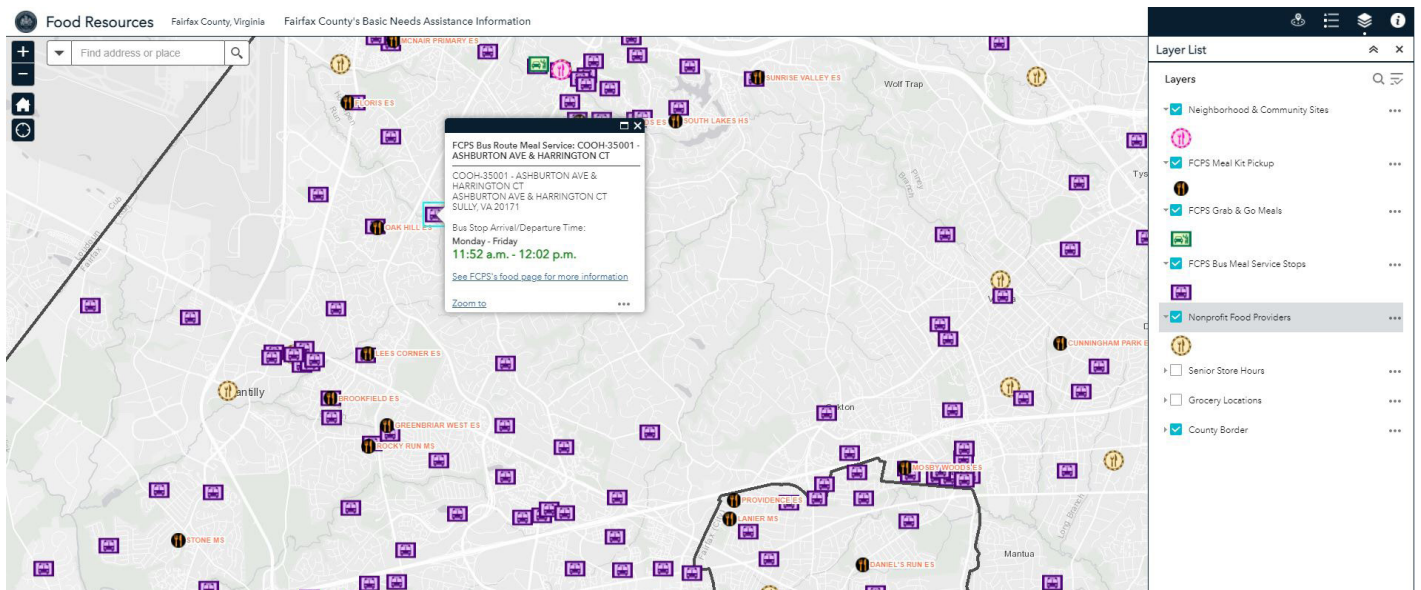 Food Resources
Fairfax County, Virginia
Fairfax County's Basic Needs Assistance Information
Find address or place
MCNAIR PRIMARY ES
SUNRISE VALLEY ES
Wolf Trap
FLORIS ES
SOUTH LAKES HS
FCPS Bus Route Meal Service: COOH-35001 -
ASHBURTON AVE & HARRINGTON CT
COOH-35001 - ASHBURTON AVE &
HARRINGTON CT
ASHBURTON AVE & HARRINGTON CT
SULLY, VA 20171
Bus Stop Arrival/Departure Time:
Monday - Friday
11:52 a.m. - 12:02 p.m.
See FCPS's food page for more information
Zoom to
OAK HILL ES
LEES CORNER ES
CUNNINGHAM PARK E
antilly
BROOKFIELD ES
kton
GREENBRIAR WEST ES
ROCKY RUN MS
MOSBY WOODS ES
PROVIDENCE ES
LANIER MS
STONE MS
Mantua
Long Branch
DANIEL'S RUN ES
Layer List
Layers
Neighborhood & Community Sites
FCPS Meal Kit Pickup
FCPS Grab & Go Meals
FCPS Bus Meal Service Stops
Nonprofit Food Providers
Senior Store Hours
Grocery Locations
County Border